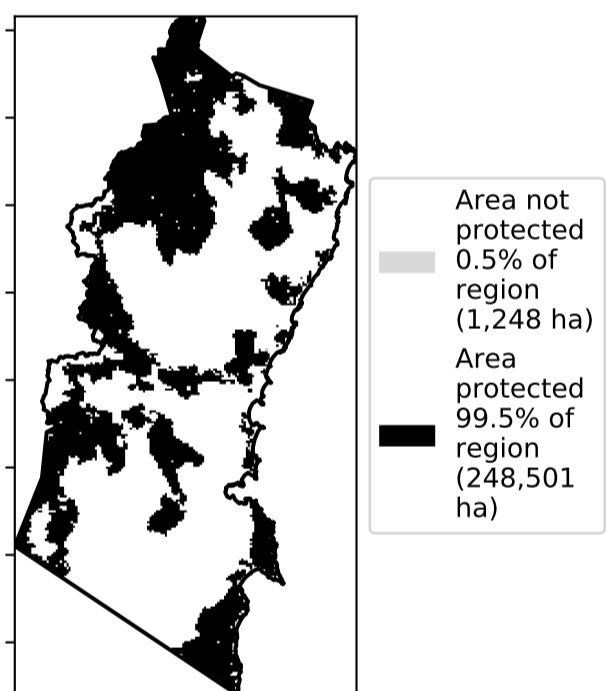 Area not
protected
0.5% of
region
(1,248 ha)
Area
protected
99.5% of
region
(248,501
ha)